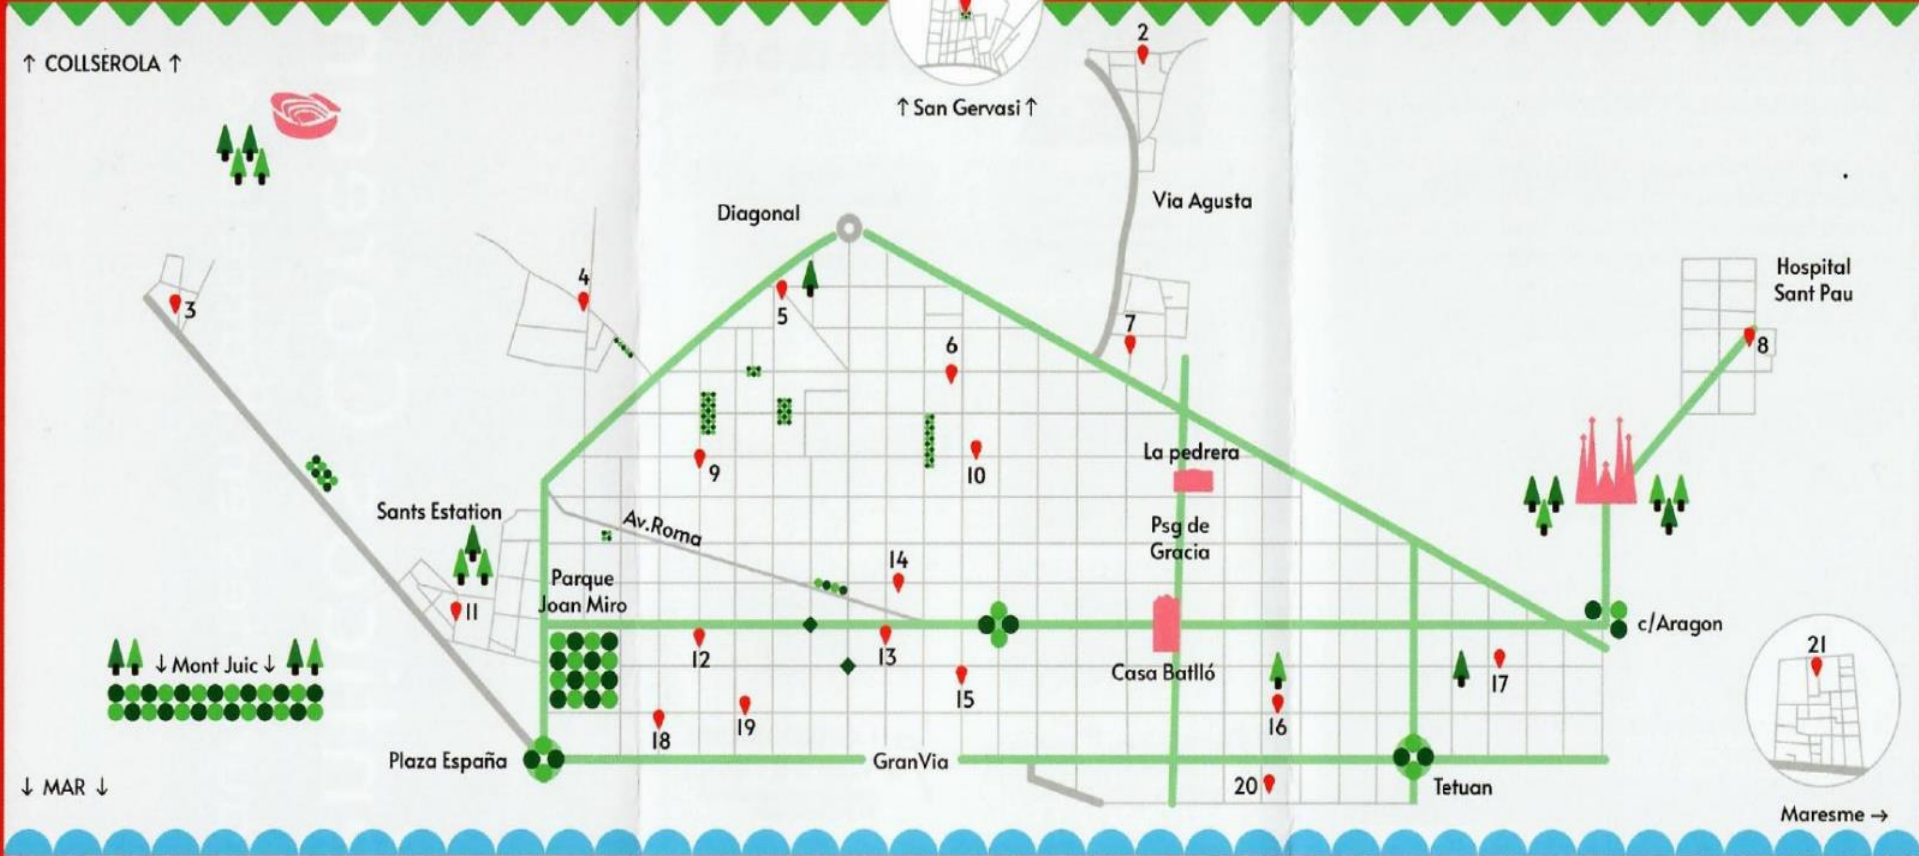 2
↑ COLLSEROLA ↑
↑ San Gervasi ↑
Via Agusta
Diagonal
Hospital
Sant Pau
4
3
5
7
6
8
La pedrera
9
10
Sants Estation
Av.Roma
Psg de
Gracia
14
Parque
Joan Miro
11
c/Aragon
21
12
13
↓ Mont Juic ↓
Casa Batlló
17
15
16
19
18
Plaza España
GranVia
20
Tetuan
↓ MAR ↓
Maresme →